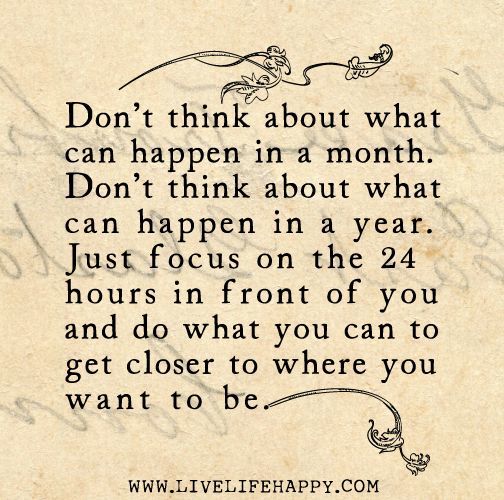 Don't think about what
can happen in a month.
Don't think about what
can happen in a year.
Just focus on the 24
hours in front of you
and do what you can to
get closer to where you
want to be.
WWW.LIVELIFEHAPPY.COM